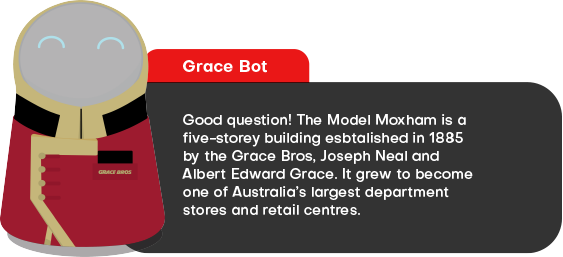 Grace Bot
Good question! The Model Moxham is a
five-storey building esbtalished in 1885
by the Grace Bros, Joseph Neal and
Albert Edward Grace. It grew to become
one of Australia's largest department
stores and retail centres.
GRACE BROS